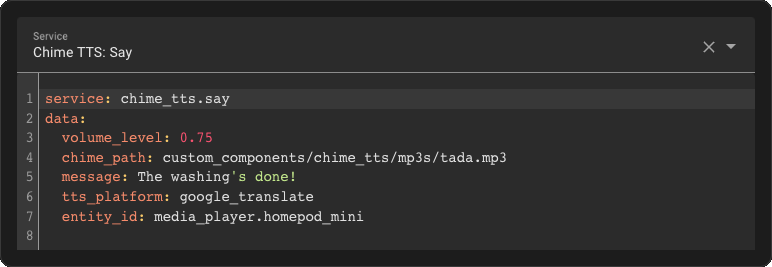 Service
Chime TTS: Say
1 service: chime_tts.say
2 data:
3   volume_level: 0.75
4   chime_path: custom_components/chime_tts/mp3s/tada.mp3
5   message: The washing's done!
6   tts_platform: google_translate
7   entity_id: media_player.homepod_mini
8